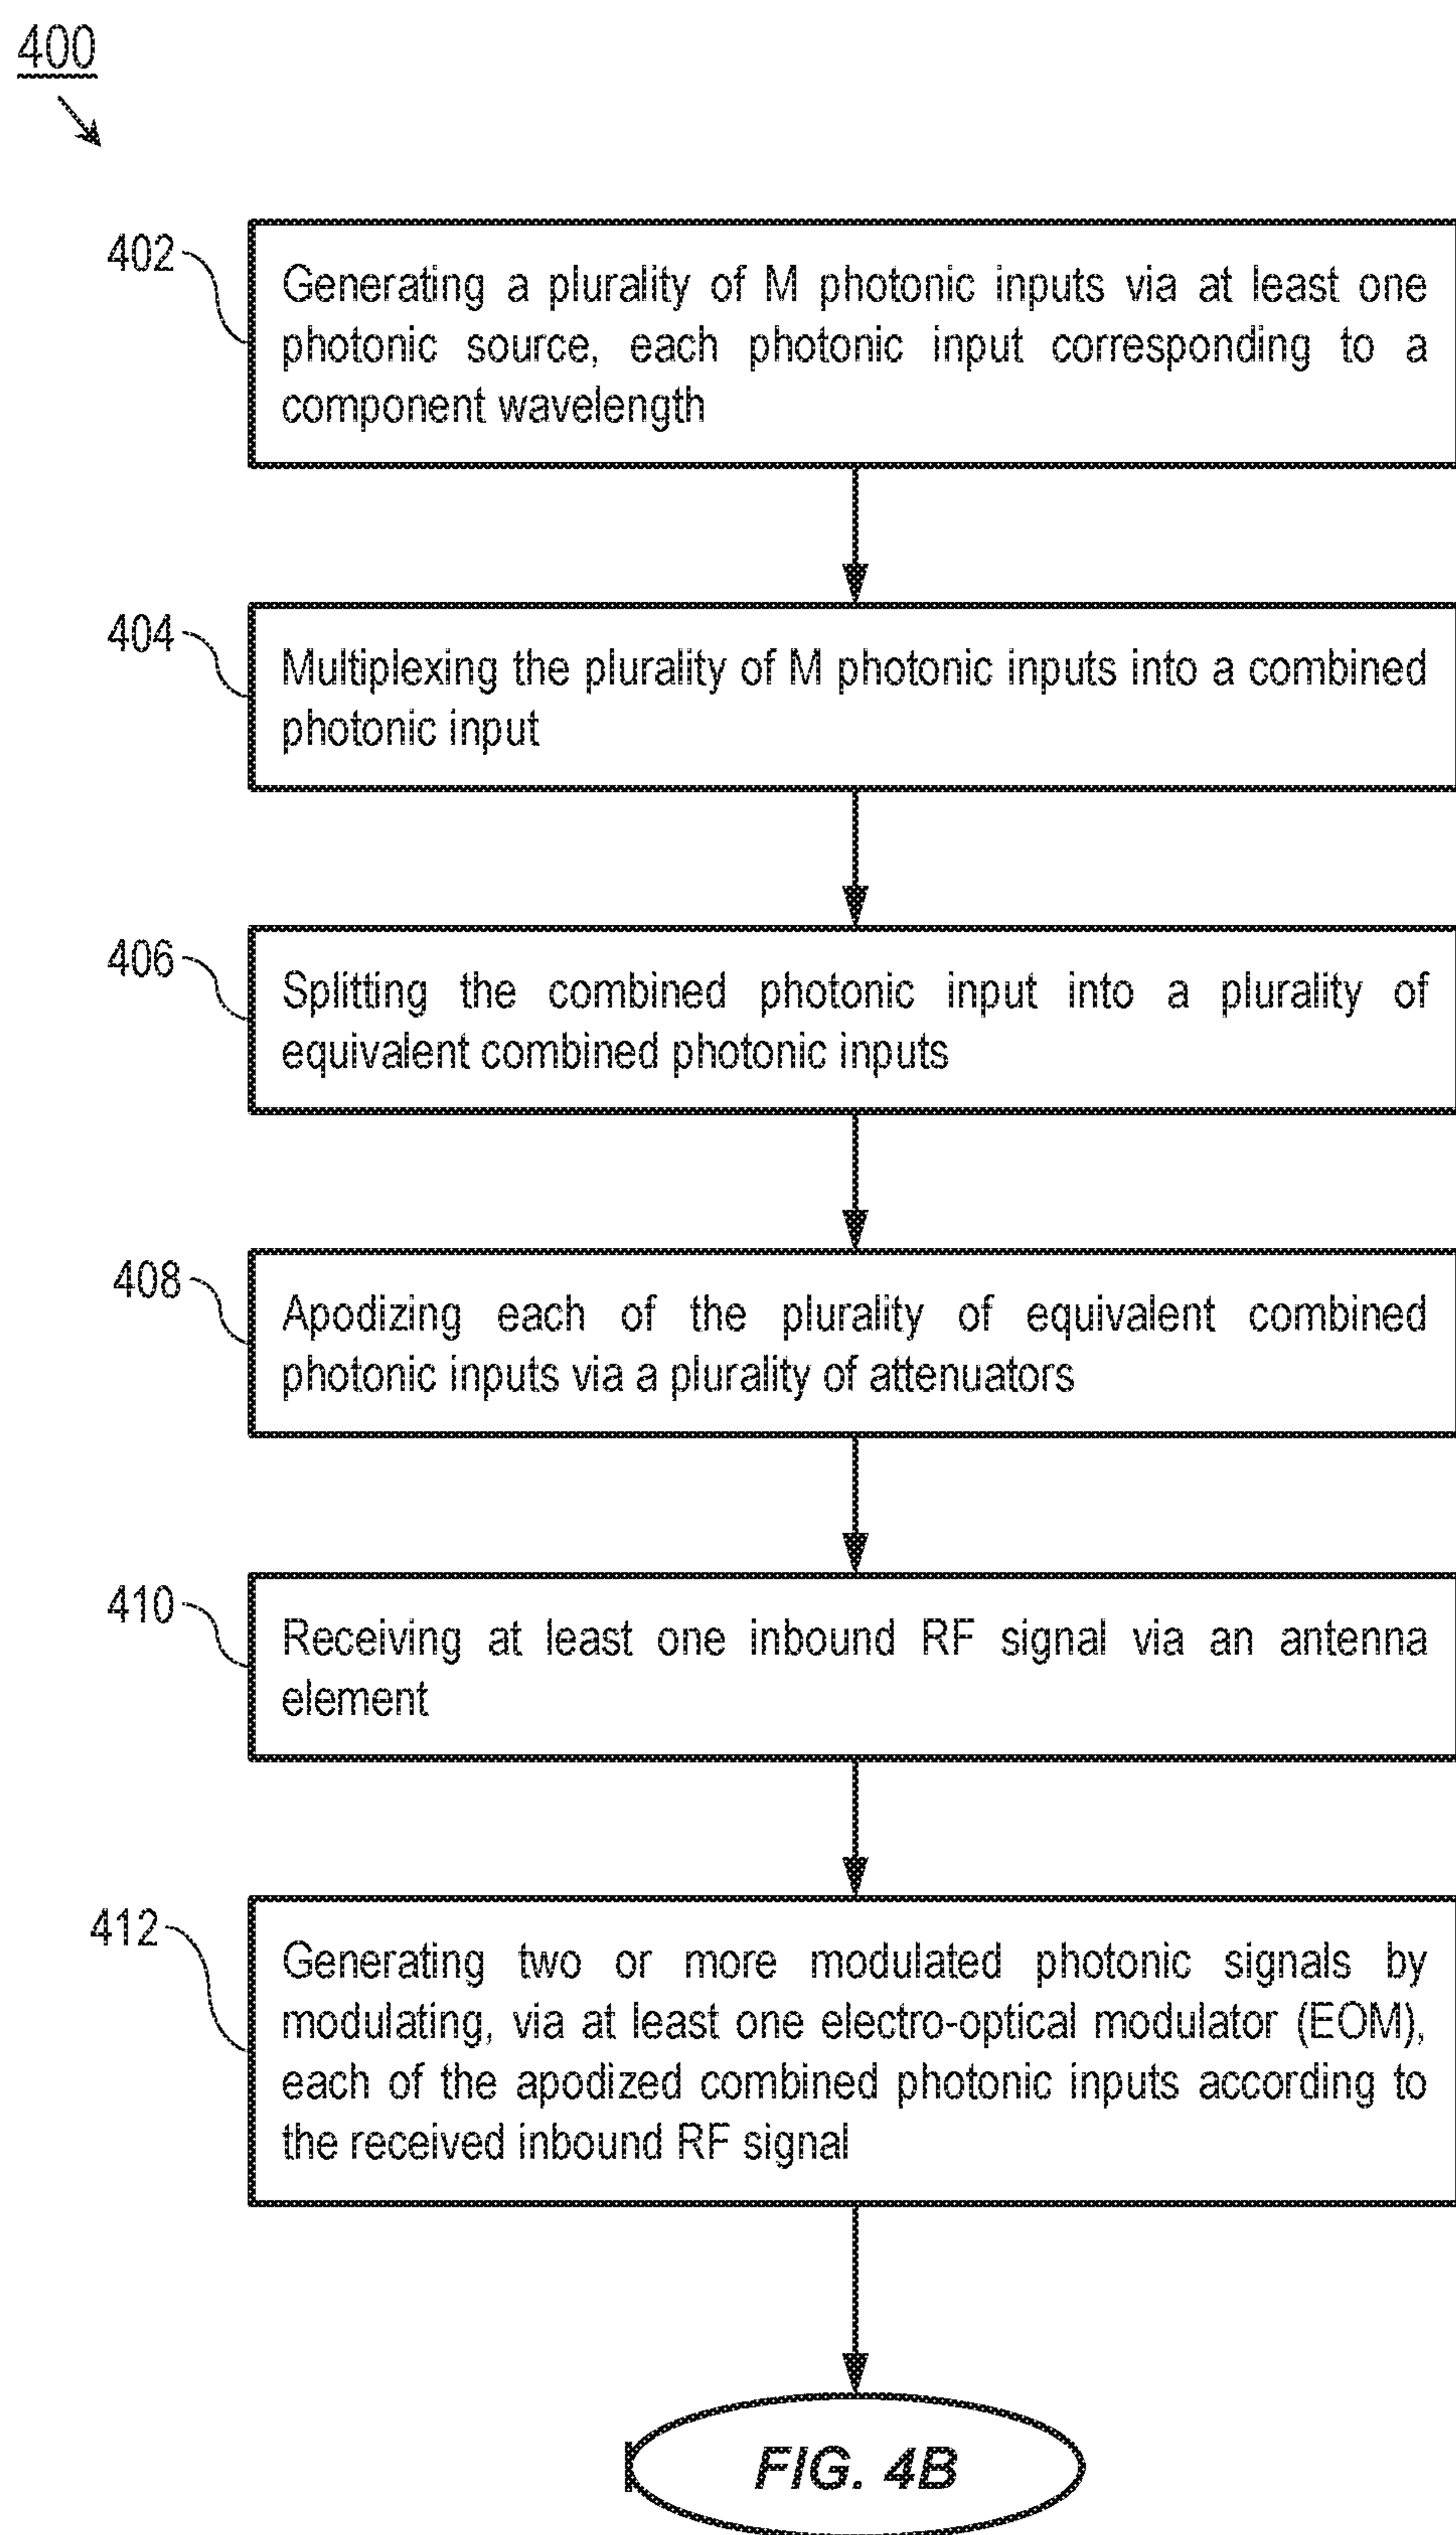 400
402
Generating a plurality of M photonic inputs via at least one
photonic source, each photonic input corresponding to a
component wavelength
404
Multiplexing the plurality of M photonic inputs into a combined
photonic input
406
Splitting the combined photonic input into a plurality of
equivalent combined photonic inputs
408
Apodizing each of the plurality of equivalent combined
photonic inputs via a plurality of attenuators
410
Receiving at least one inbound RF signal via an antenna
element
412
Generating two or more modulated photonic signals by
modulating, via at least one electro-optical modulator (EOM),
each of the apodized combined photonic inputs according to
the received inbound RF signal
FIG. 4B